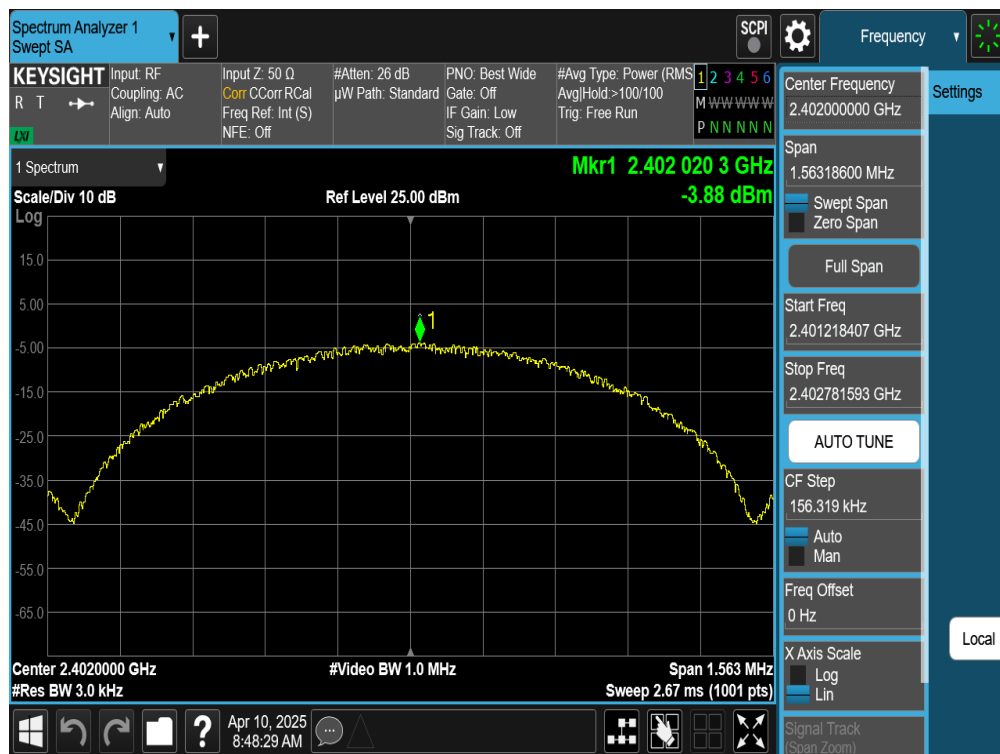 Spectrum Analyzer 1
Swept SA
+
SCPI
Frequency
KEYSIGHT
R T
LXI
Input: RF
Coupling: AC
Align: Auto
Input Z: 50 Ω
Corr CCorr RCal
Freq Ref: Int (S)
NFE: Off
#Atten: 26 dB
µW Path: Standard
PNO: Best Wide
Gate: Off
IF Gain: Low
Sig Track: Off
#Avg Type: Power (RMS
Avg|Hold:>100/100
Trig: Free Run
1 2 3 4 5 6
M W W W W W
P N N N N N
1 Spectrum
Mkr1 2.402 020 3 GHz
Scale/Div 10 dB
Ref Level 25.00 dBm
-3.88 dBm
Log
15.0
5.00
-5.00
-15.0
-25.0
-35.0
-45.0
-55.0
-65.0
1
Center 2.4020000 GHz
#Video BW 1.0 MHz
Span 1.563 MHz
#Res BW 3.0 kHz
Sweep 2.67 ms (1001 pts)
Center Frequency
2.402000000 GHz
Span
1.56318600 MHz
Swept Span
Zero Span
Full Span
Start Freq
2.401218407 GHz
Stop Freq
2.402781593 GHz
AUTO TUNE
CF Step
156.319 kHz
Auto
Man
Freq Offset
0 Hz
X Axis Scale
Log
Lin
Signal Track
(Span Zoom)
Settings
Local
?
Apr 10, 2025
8:48:29 AM